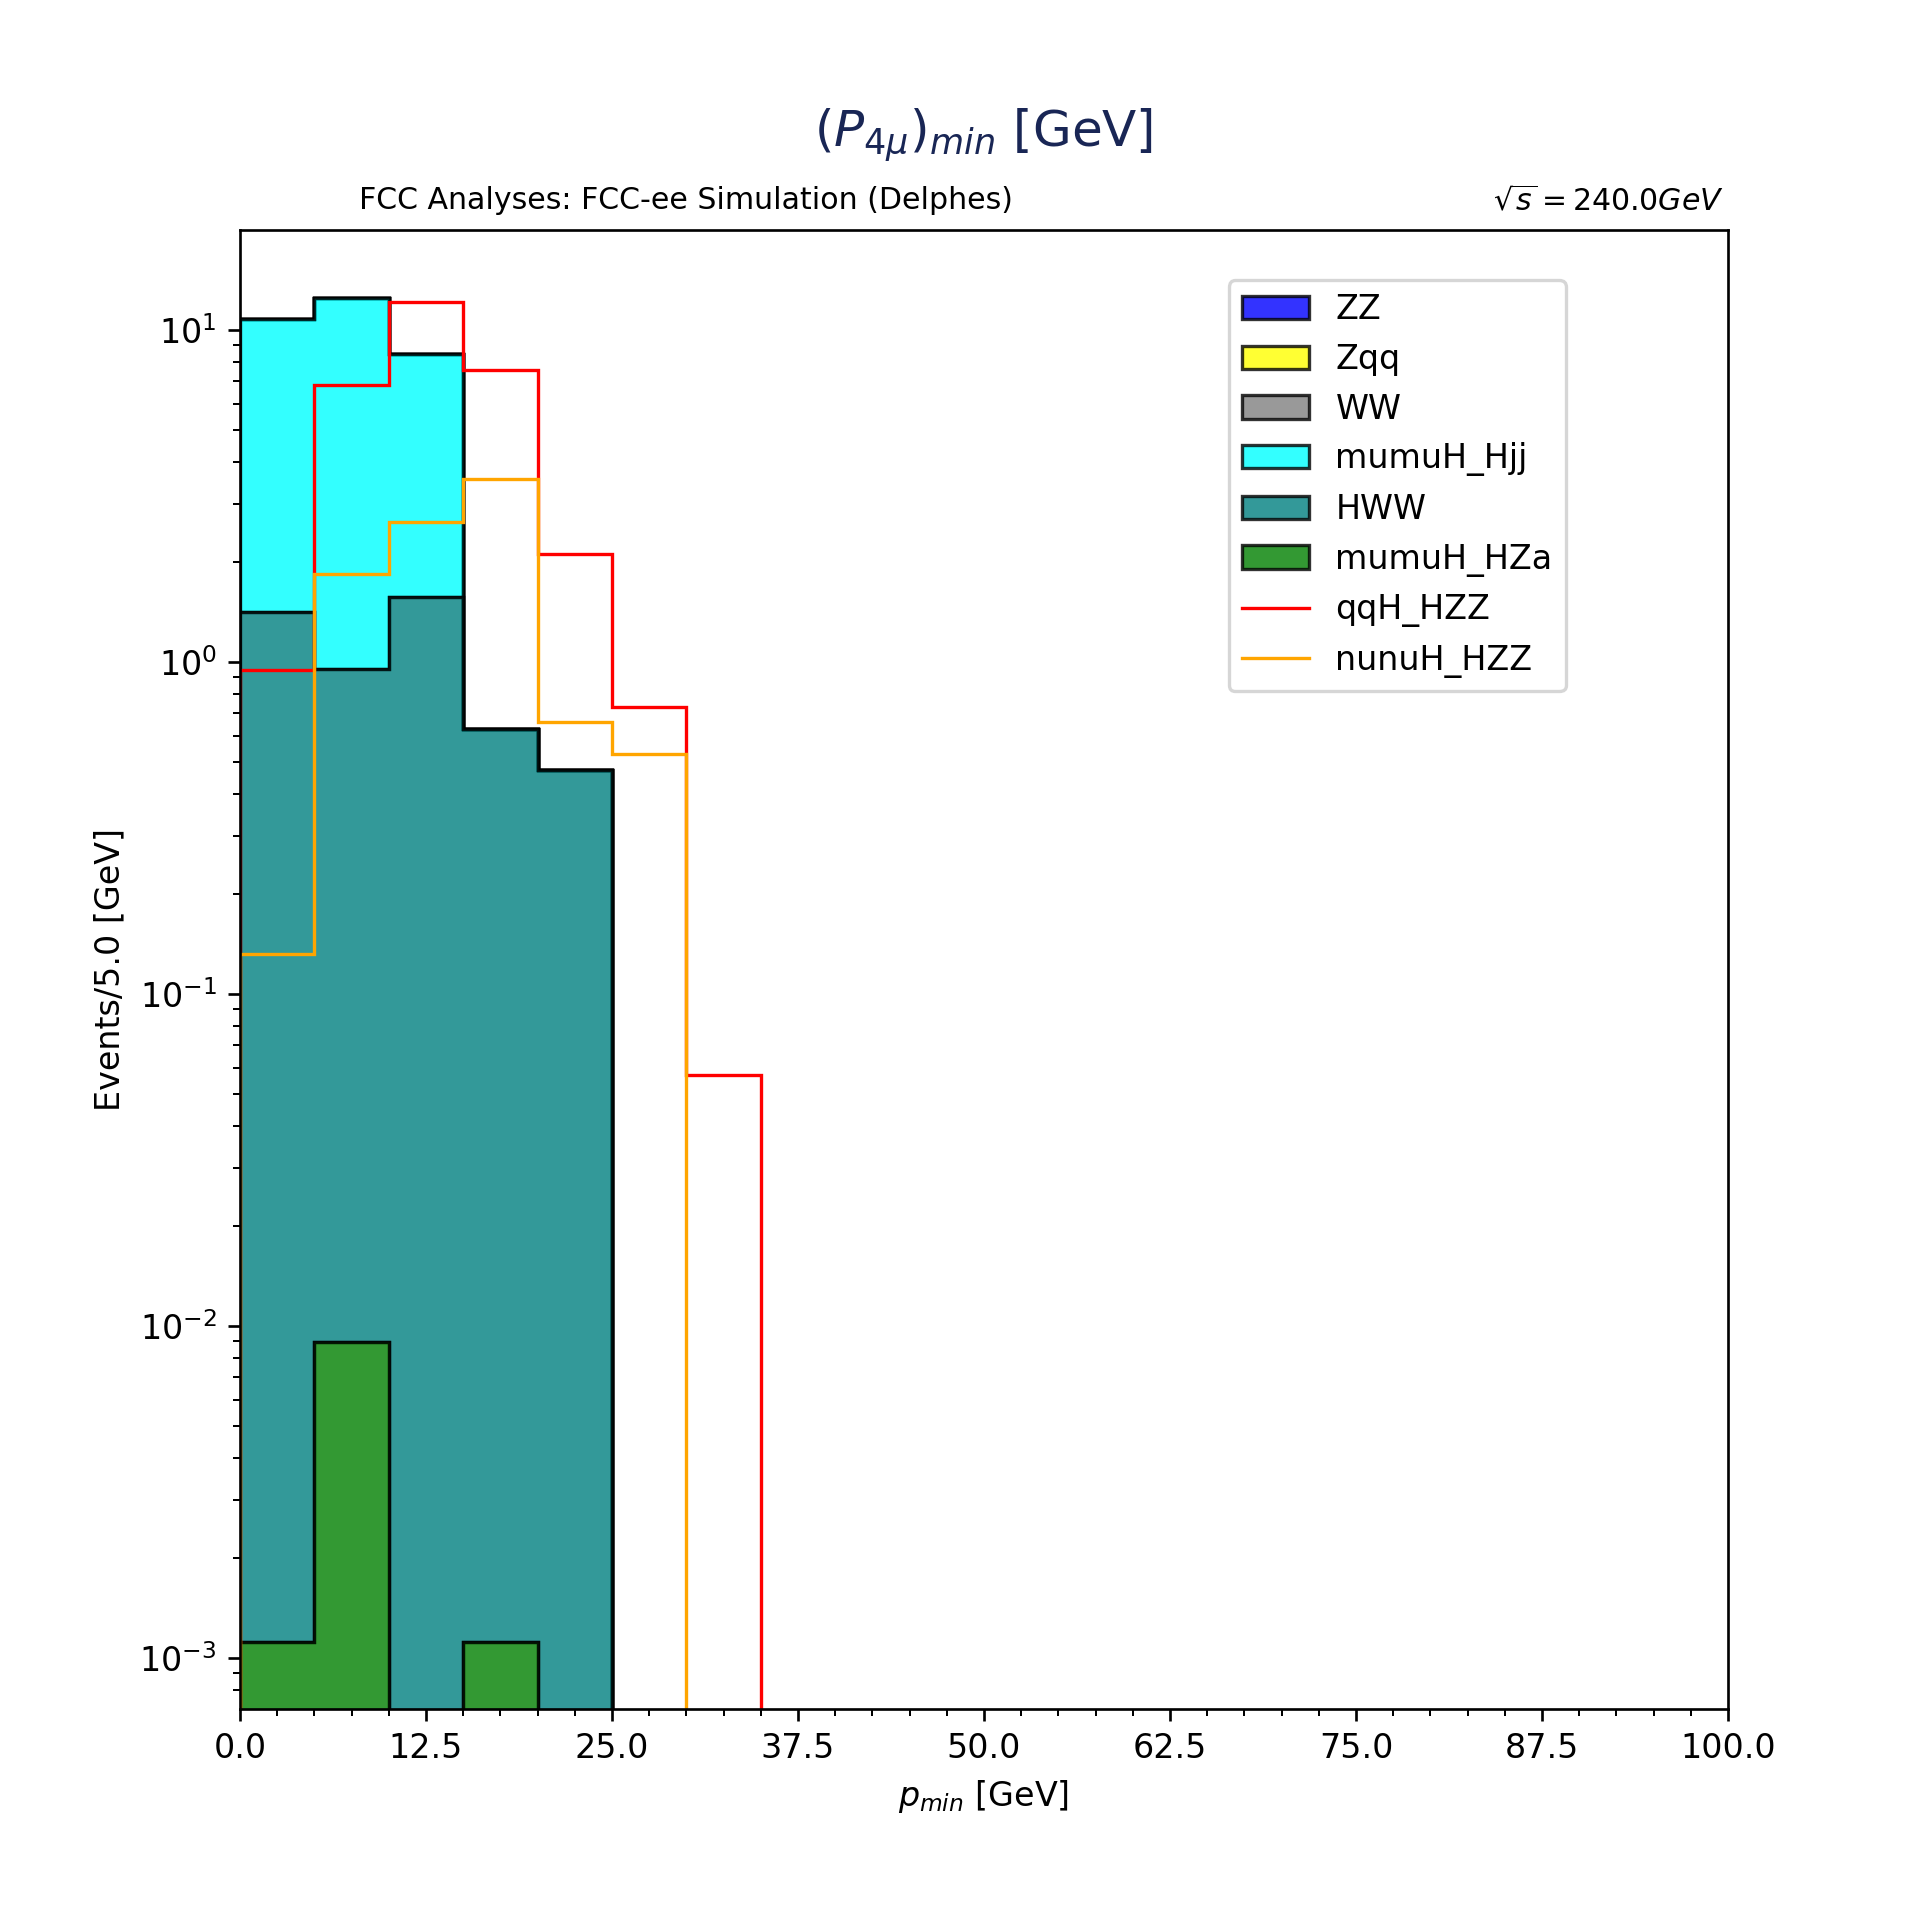 (P₄μ)ₘᵢₙ [GeV]
FCC Analyses: FCC-ee Simulation (Delphes)
√s = 240.0GeV
ZZ
Zqq
WW
mumuH_Hjj
HWW
mumuH_HZa
qqH_HZZ
nunuH_HZZ
Events/5.0 [GeV]
10¹
10⁰
10⁻¹
10⁻²
10⁻³
0.0 12.5 25.0 37.5 50.0 62.5 75.0 87.5 100.0
pₘᵢₙ [GeV]